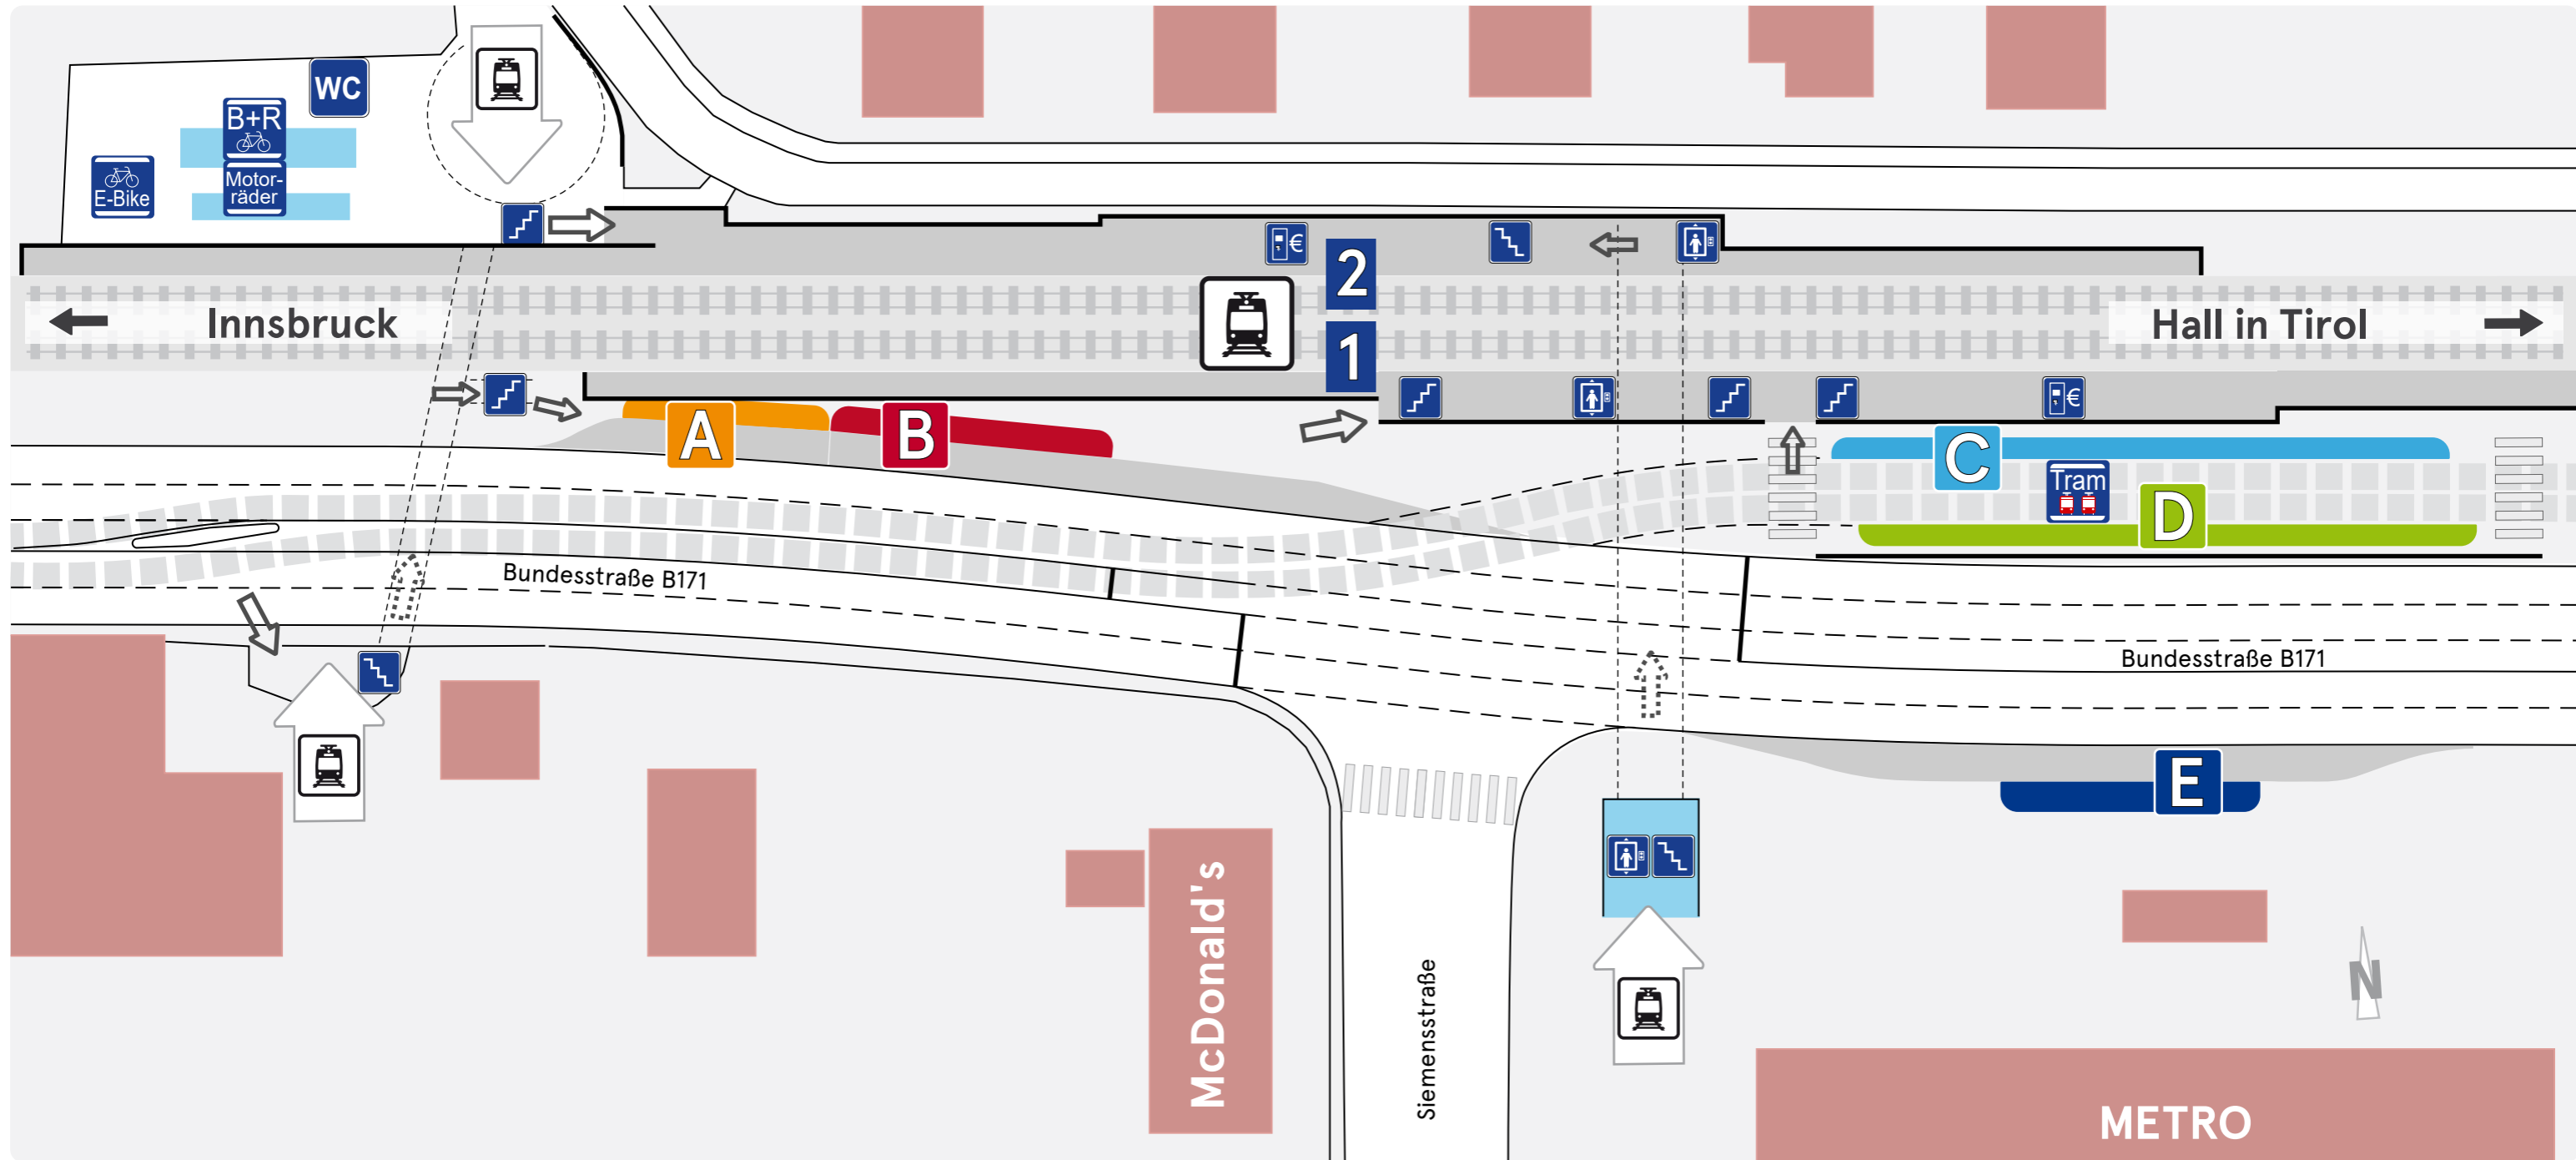 WC
B+R
E-Bike
Motor-
räder
€
2
Innsbruck
Hall in Tirol
1
€
A
B
C
Tram
D
Bundesstraße B171
Bundesstraße B171
E
McDonald's
Siemensstraße
N
METRO